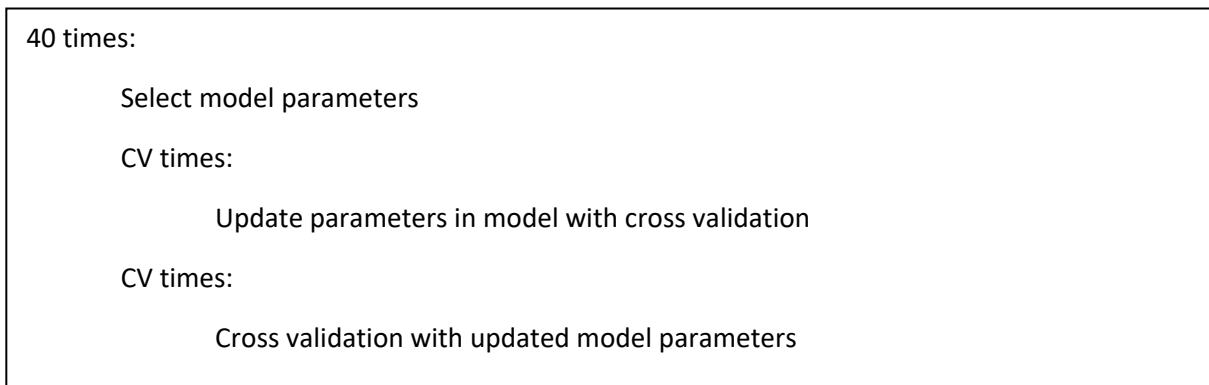 40 times:
Select model parameters
CV times:
Update parameters in model with cross validation
CV times:
Cross validation with updated model parameters